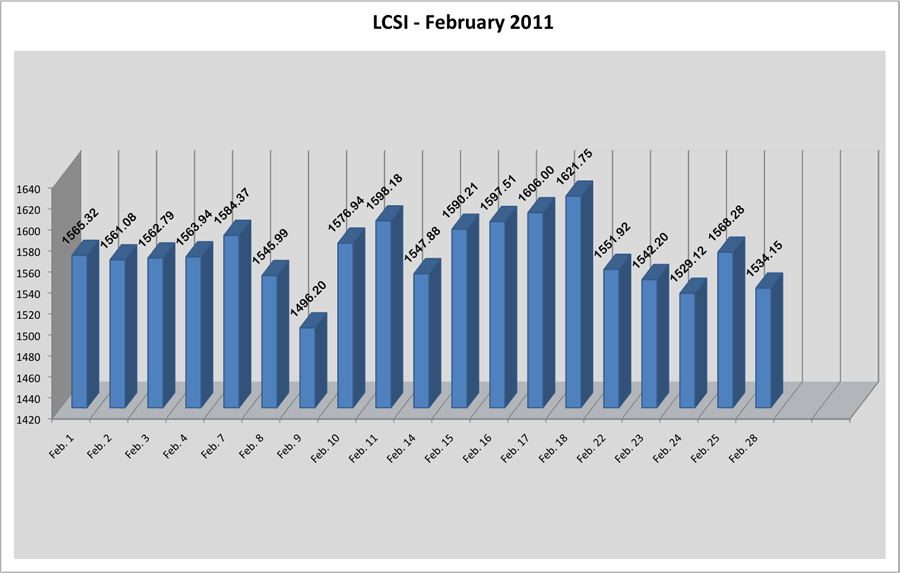 LCSI - February 2011
1640
1620
1600
1580
1560
1540
1520
1500
1480
1460
1440
1420
1565.32
1561.08
1562.79
1563.94
1584.37
1545.99
1496.20
1576.94
1598.18
1547.88
1590.21
1597.51
1606.00
1621.75
1551.92
1542.20
1529.12
1568.28
1534.15
Feb. 1
Feb. 2
Feb. 3
Feb. 4
Feb. 7
Feb. 8
Feb. 9
Feb. 10
Feb. 11
Feb. 14
Feb. 15
Feb. 16
Feb. 17
Feb. 18
Feb. 22
Feb. 23
Feb. 24
Feb. 25
Feb. 28